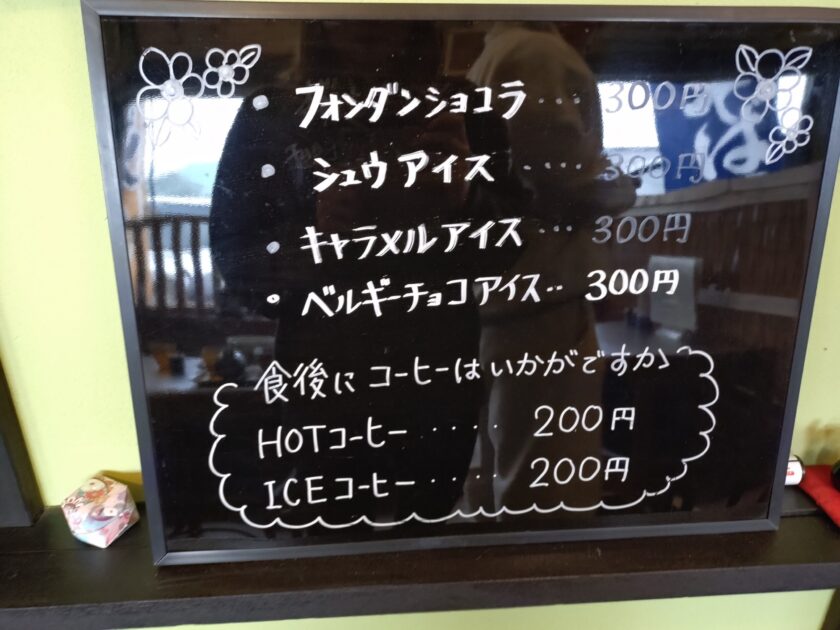 ・ フォンダンショコラ ・・・ 300円
・ シュウアイス ・・・・ 300円
・ キャラメルアイス ・・・ 300円
・ ベルギーチョコアイス・・ 300円
食後に コーヒーはいかがですか
HOTコーヒー ・・・・ 200円
ICEコーヒー ・・・・ 200円